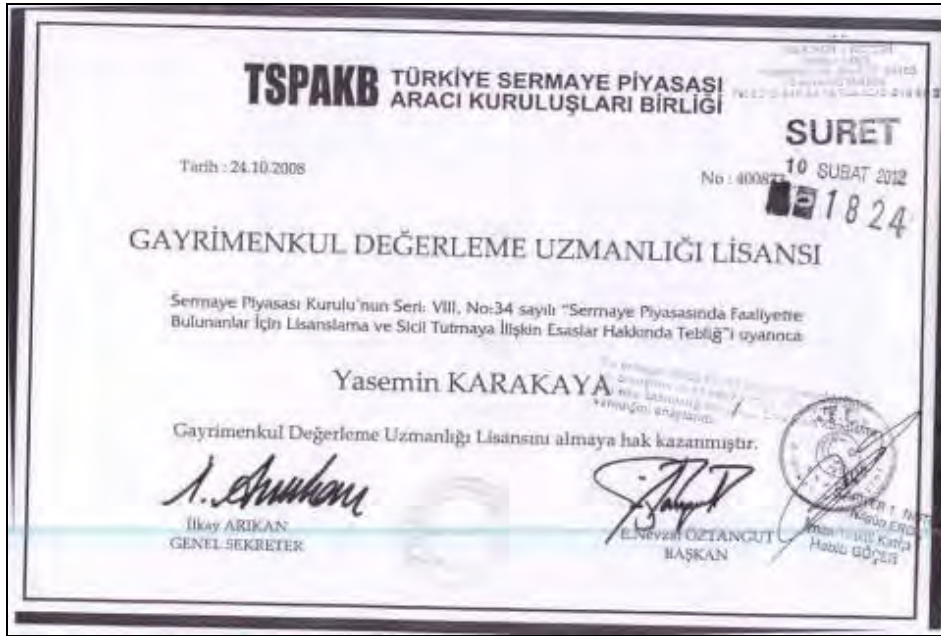 TSPAKB TÜRKİYE SERMAYE PİYASASI
ARACI KURULUŞLARI BİRLİĞİ
SURET
Tarih : 24.10.2008
No :
10 SUBAT 2012
1824
GAYRİMENKUL DEĞERLEME UZMANLIĞI LİSANSI
Sermaye Piyasası Kurulu'nun Seri: VIII, No:34 sayılı "Sermaye Piyasasında Faaliyette
Bulunanlar İçin Lisanslama ve Sicil Tutmaya İlişkin Esaslar Hakkında Tebliğ"i uyarınca
Yasemin KARAKAYA
Gayrimenkul Değerleme Uzmanlığı Lisansını almaya hak kazanmıştır.
İlkay ARIKAN
GENEL SEKRETER
E.Nevzat ÖZTANGUT
BAŞKAN